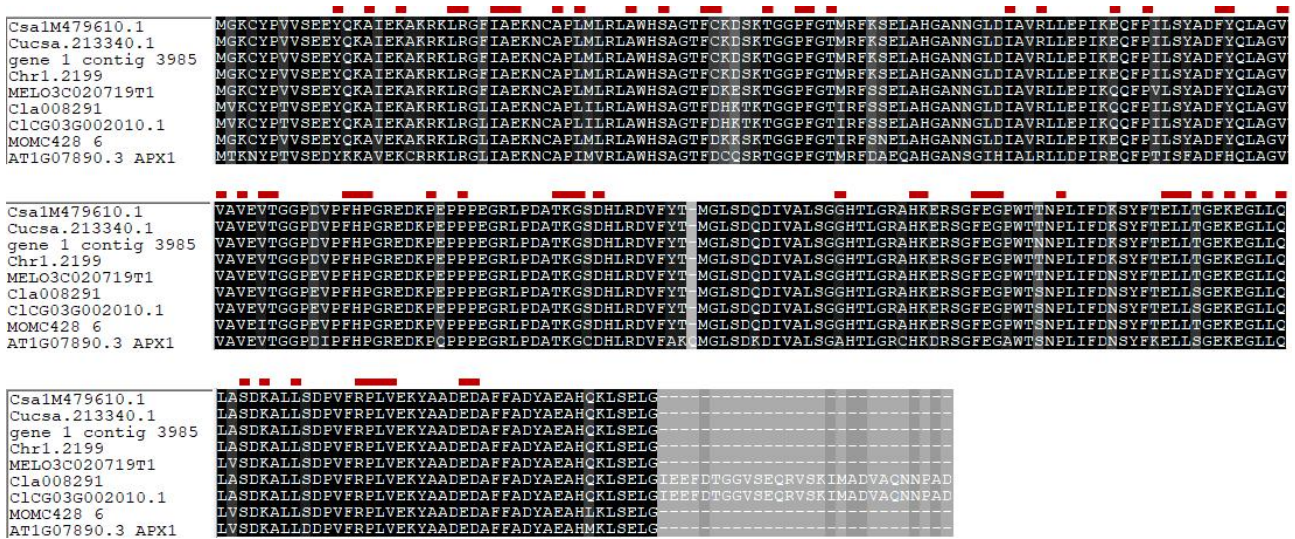 Csa1M479610.1 MGKCYPVVSEEYQKAIEKAKRKLRGFIAEKNCAPLMLRLAWHSAGTFCKDSKTGGPFGTMRFKSELAHGANNGLDIAVRLLEPIKEQFPILSYADFYQLAGV
Cucsa.213340.1 MGKCYPVVSEEYQKAIEKAKRKLRGFIAEKNCAPLMLRLAWHSAGTFCKDSKTGGPFGTMRFKSELAHGANNGLDIAVRLLEPIKEQFPILSYADFYQLAGV
gene 1 contig 3985 MGKCYPVVSEEYQKAIEKAKRKLRGFIAEKNCAPLMLRLAWHSAGTFCKDSKTGGPFGTMRFKSELAHGANNGLDIAVRLLEPIKEQFPILSYADFYQLAGV
Chr1.2199 MGKCYPVVSEEYQKAIEKAKRKLRGFIAEKNCAPLMLRLAWHSAGTFCKDSKTGGPFGTMRFKSELAHGANNGLDIAVRLLEPIKEQFPILSYADFYQLAGV
MELO3C020719T1 MGKCYPVVSEEYQKAIEKAKRKLRGLIAEKNCAPLMLRLAWHSAGTFDKESKTGGPFGTMRFSSELAHGANNGLDIAVRLLEPIKEQFPVLSYADFYQLAGV
Cla008291 MVKCYPTVSEEYQKAIEKAKRKLRGLIAEKNCAPLILRLAWHSAGTFDHKTKTGGPFGTIRFSSELAHGANNGLDIAVRLLEPIKQQFPILSYADFYQLAGV
ClCG03G002010.1 MVKCYPTVSEEYQKAIEKAKRKLRGLIAEKNCAPLILRLAWHSAGTFDHKTKTGGPFGTIRFSSELAHGANNGLDIAVRLLEPIKQQFPILSYADFYQLAGV
MOMC428 6 MGKCYPVVSEEYQKAIEKAKRKLRGLIAEKNCAPLMLRLAWHSAGTFDKSTKTGGPFGTIRFSNELAHGANNGLDIAVRLLEPIKEQFPILSYADFYQLAGV
AT1G07890.3 APX1 MTKNYPTVSEDYKKAVEKCRRKLRGLIAEKNCAPIMVRLAWHSAGTFDCQSRTGGPFGTMRFDAEQAHGANSGIHIALRLLDPIREQFPTISFADFHQLAGV
Csa1M479610.1 VAVEVTGGPDVPFHPGREDKPEPPPEGRLPDATKGSDHLRDVFYT-MGLSDQDIVALSGGHTLGRAHKERSGFEGPWTTNPLIFDKSYFTELLTGEKEGLLQ
Cucsa.213340.1 VAVEVTGGPDVPFHPGREDKPEPPPEGRLPDATKGSDHLRDVFYT-MGLSDQDIVALSGGHTLGRAHKERSGFEGPWTTNPLIFDKSYFTELLTGEKEGLLQ
gene 1 contig 3985 VAVEVTGGPDVPFHPGREDKPEPPPEGRLPDATKGSDHLRDVFYT-MGLSDQDIVALSGGHTLGRAHKERSGFEGPWTNNPLIFDKSYFTELLTGEKEGLLQ
Chr1.2199 VAVEVTGGPDVPFHPGREDKPEPPPEGRLPDATKGSDHLRDVFYT-MGLSDQDIVALSGGHTLGRAHKERSGFEGPWTTNPLIFDKSYFTELLTGEKEGLLQ
MELO3C020719T1 VAVEVTGGPEVPFHPGREDKPEPPPEGRLPDATKGSDHLRDVFYT-MGLSDQDIVALSGGHTLGRAHKERSGFEGPWTSNPLIFDNSYFTELLTGEKEGLLQ
Cla008291 VAVEVTGGPEVPFHPGREDKPEPPPEGRLPDATKGSDHLRDVFYT-MGLSDQDIVALSGGHTLGRAHKERSGFEGPWTSNPLIFDNSYFTELLSGEKEGLLQ
ClCG03G002010.1 VAVEVTGGPEVPFHPGREDKPEPPPEGRLPDATKGSDHLRDVFYT-MGLSDQDIVALSGGHTLGRAHKERSGFEGPWTSNPLIFDNSYFTELLSGEKEGLLQ
MOMC428 6 VAVEITGGPEVPFHPGREDKPVPPPEGRLPDATKGSDHLRDVFYT-MGLSDQDIVALSGGHTLGRAHKERSGFEGPWTSNPLIFDNSYFTELLSGEKEGLLQ
AT1G07890.3 APX1 VAVEVTGGPDIPFHPGREDKPQPPPEGRLPDATKGCDHLRDVFAKQMGLSDKDIVALSGAHTLGRCHKDRSGFEGAWTSNPLIFDNSYFKELLSGEKEGLLQ
Csa1M479610.1 LASDKALLSDPVFRPLVEKYAADEDAFFADYAEAHQKLSELG----------------------------
Cucsa.213340.1 LASDKALLSDPVFRPLVEKYAADEDAFFADYAEAHQKLSELG----------------------------
gene 1 contig 3985 LASDKALLSDPVFRPLVEKYAADEDAFFADYAEAHQKLSELG----------------------------
Chr1.2199 LASDKALLSDPVFRPLVEKYAADEDAFFADYAEAHQKLSELG----------------------------
MELO3C020719T1 LVSDKALLSDPVFRPLVEKYAADEDAFFADYAEAHQKLSELG----------------------------
Cla008291 LASDKALLSDPVFRPLVEKYAADEDAFFADYAEAHQKLSELGIEEFDTGGVSEQRVSKIMADVAQNNPAD
ClCG03G002010.1 LASDKALLSDPVFRPLVEKYAADEDAFFADYAEAHQKLSELGIEEFDTGGVSEQRVSKIMADVAQNNPAD
MOMC428 6 LVSDKALLSDPVFRPLVEKYAADEDAFFADYAEAHLKLSELG----------------------------
AT1G07890.3 APX1 LVSDKALLDDPVFRPLVEKYAADEDAFFADYAEAHMKLSELG----------------------------